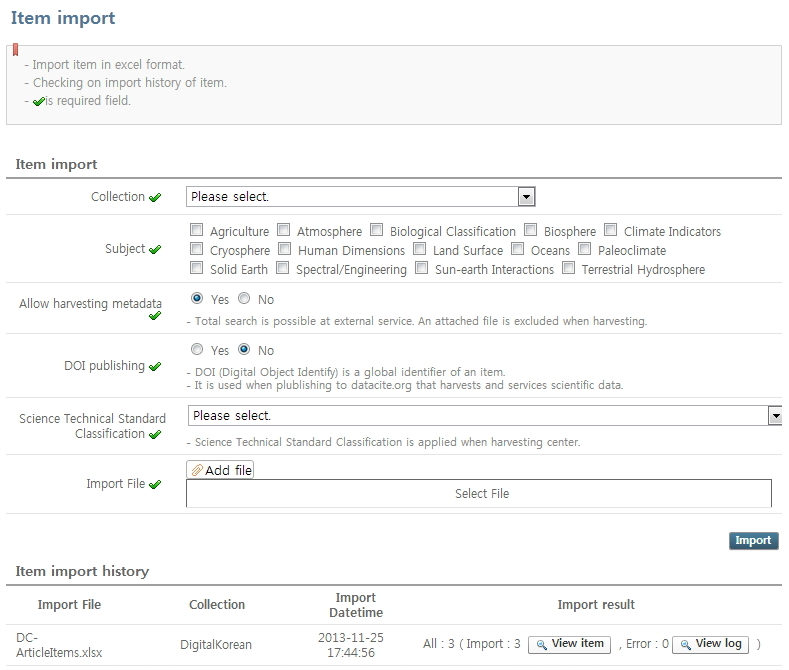 Item import
- Import item in excel format.
- Checking on import history of item.
- is required field.
Item import
Collection
Please select.
Subject
Agriculture Atmosphere Biological Classification Biosphere Climate Indicators
Cryosphere Human Dimensions Land Surface Oceans Paleoclimate
Solid Earth Spectral/Engineering Sun-earth Interactions Terrestrial Hydrosphere
Allow harvesting metadata
Yes No
- Total search is possible at external service. An attached file is excluded when harvesting.
DOI publishing
Yes No
- DOI (Digital Object Identify) is a global identifier of an item.
- It is used when plublishing to datacite.org that harvests and services scientific data.
Science Technical Standard
Classification
Please select.
- Science Technical Standard Classification is applied when harvesting center.
Import File
Add file
Select File
Import
Item import history
Import File Collection Import Datetime Import result
DC-
ArticleItems.xlsx
DigitalKorean
2013-11-25
17:44:56
All : 3 ( Import : 3 View item , Error : 0 View log )